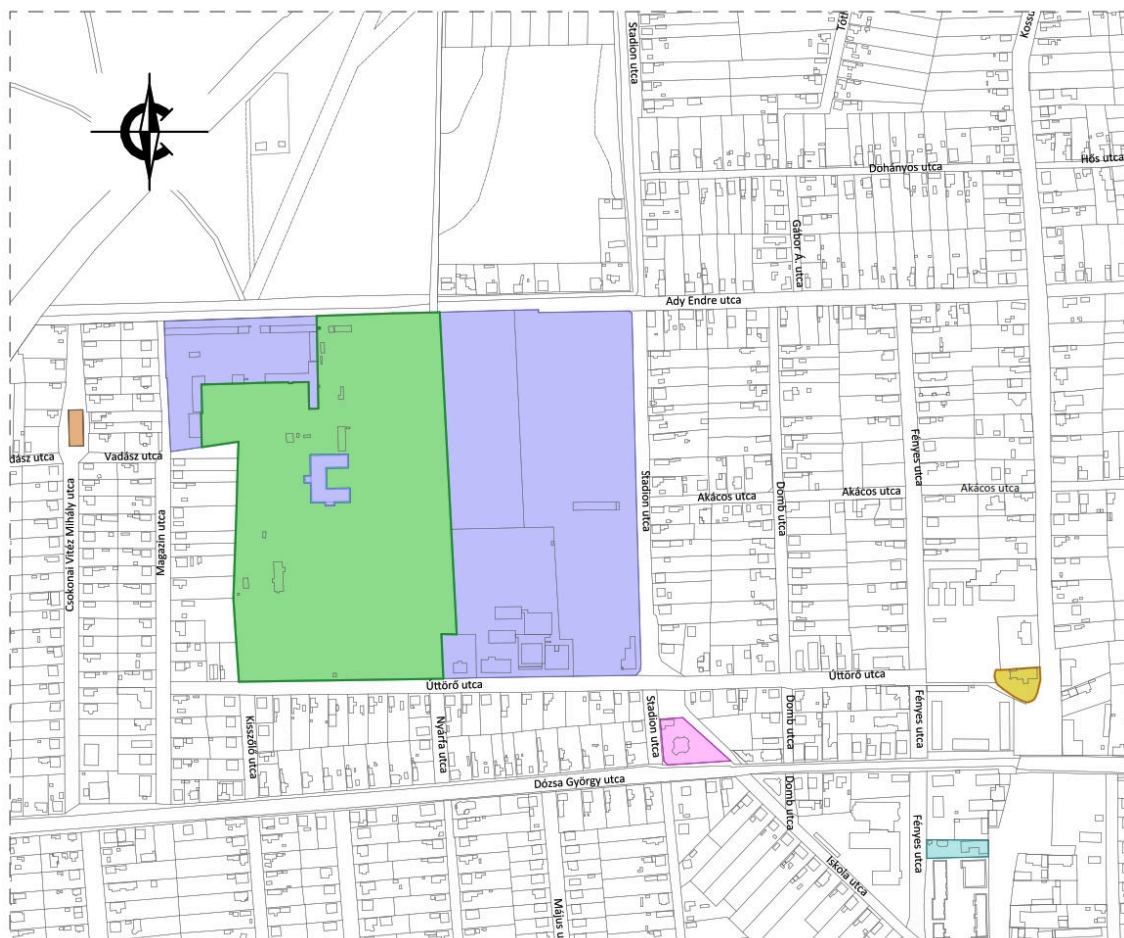 Stadion utca
Dohányos utca
Hős utca
Gábor Á. utca
Ady Endre utca
Vadász utca
Csokonai Vitéz Mihály utca
Magazin utca
Stadion utca
Akácos utca
Domb utca
Akácos utca
Fényes utca
Akácos utca
Úttörő utca
Úttörő utca
Kisszőlő utca
Nyárfa utca
Stadion utca
Domb utca
Fényes utca
Dózsa György utca
Domb utca
Iskola utca
Fényes utca
Május u